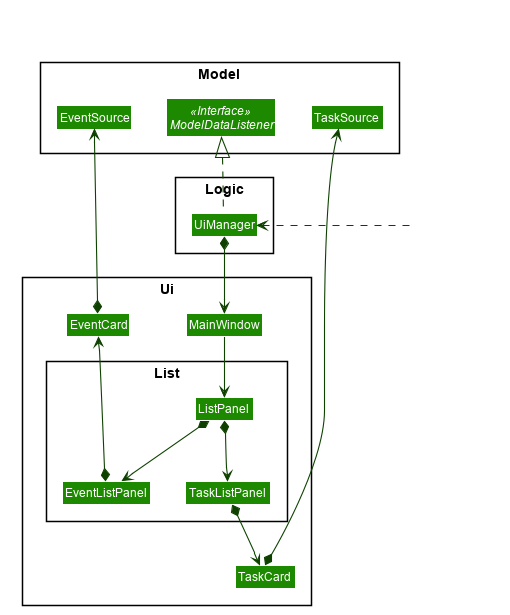 Model
EventSource
«Interface»
ModelDataListener
TaskSource
Logic
UiManager
Ui
EventCard
MainWindow
List
ListPanel
EventListPanel
TaskListPanel
TaskCard